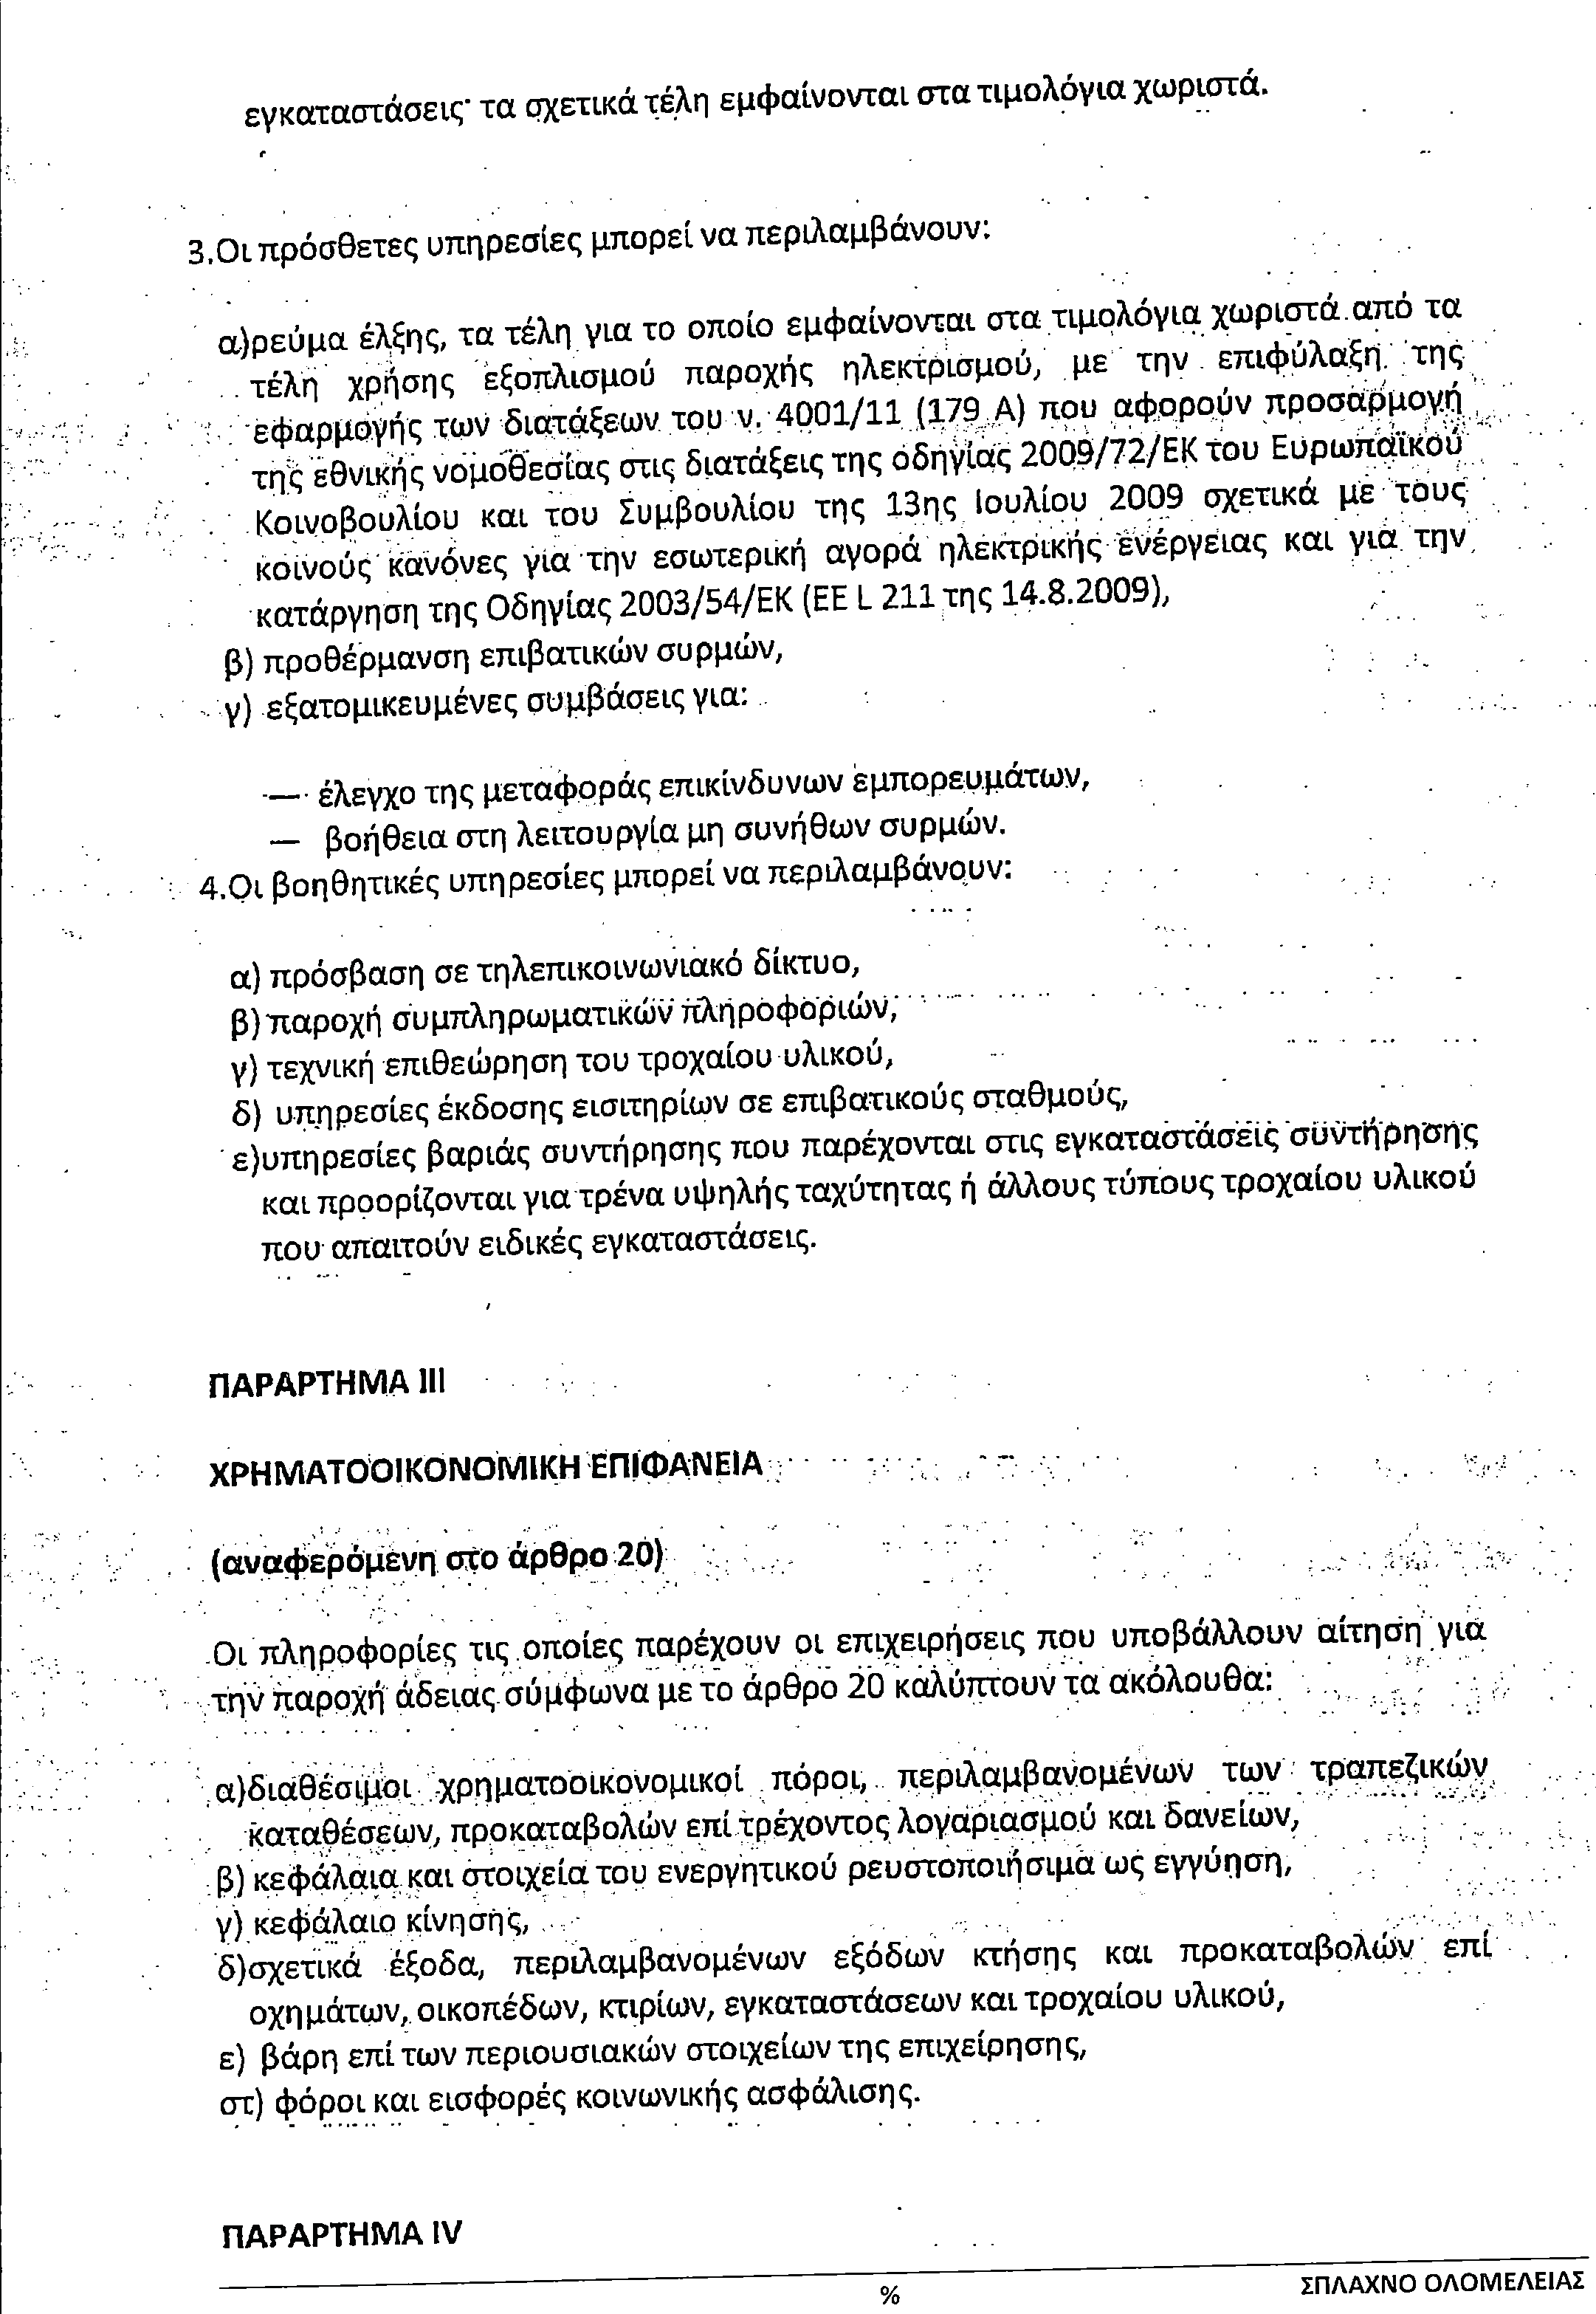 εγκαταστάσεις· τα σχετικά τέλη εμφαίνονται στα τιμολόγια χωριστά.
3.Οι πρόσθετες υπηρεσίες μπορεί να περιλαμβάνουν:
α)ρεύμα έλξης, τα τέλη για το οποίο εμφαίνονται στα τιμολόγια χωριστά από τα
τέλη χρήσης εξοπλισμού παροχής ηλεκτρισμού, με την επιφύλαξη της
εφαρμογής των διατάξεων του ν. 4001/11 (179 Α) που αφορούν προσαρμογή
της εθνικής νομοθεσίας στις διατάξεις της οδηγίας 2009/72/ΕΚ του Ευρωπαϊκού
Κοινοβουλίου και του Συμβουλίου της 13ης Ιουλίου 2009 σχετικά με τους
κοινούς κανόνες για την εσωτερική αγορά ηλεκτρικής ενέργειας και για την
κατάργηση της Οδηγίας 2003/54/ΕΚ (ΕΕ L 211 της 14.8.2009),
β) προθέρμανση επιβατικών συρμών,
γ) εξατομικευμένες συμβάσεις για:
— έλεγχο της μεταφοράς επικίνδυνων εμπορευμάτων,
— βοήθεια στη λειτουργία μη συνήθων συρμών.
4.Οι βοηθητικές υπηρεσίες μπορεί να περιλαμβάνουν:
α) πρόσβαση σε τηλεπικοινωνιακό δίκτυο,
β) παροχή συμπληρωματικών πληροφοριών,
γ) τεχνική επιθεώρηση του τροχαίου υλικού,
δ) υπηρεσίες έκδοσης εισιτηρίων σε επιβατικούς σταθμούς,
ε)υπηρεσίες βαριάς συντήρησης που παρέχονται στις εγκαταστάσεις συντήρησης
και προορίζονται για τρένα υψηλής ταχύτητας ή άλλους τύπους τροχαίου υλικού
που απαιτούν ειδικές εγκαταστάσεις.
ΠΑΡΑΡΤΗΜΑ III
ΧΡΗΜΑΤΟΟΙΚΟΝΟΜΙΚΗ ΕΠΙΦΑΝΕΙΑ
(αναφερόμενη στο άρθρο 20)
Οι πληροφορίες τις οποίες παρέχουν οι επιχειρήσεις που υποβάλλουν αίτηση για
την παροχή άδειας σύμφωνα με το άρθρο 20 καλύπτουν τα ακόλουθα:
α)διαθέσιμοι χρηματοοικονομικοί πόροι, περιλαμβανομένων των τραπεζικών
καταθέσεων, προκαταβολών επί τρέχοντος λογαριασμού και δανείων,
β) κεφάλαια και στοιχεία του ενεργητικού ρευστοποιήσιμα ως εγγύηση,
γ) κεφάλαιο κίνησης,
δ)σχετικά έξοδα, περιλαμβανομένων εξόδων κτήσης και προκαταβολών επί
οχημάτων, οικοπέδων, κτιρίων, εγκαταστάσεων και τροχαίου υλικού,
ε) βάρη επί των περιουσιακών στοιχείων της επιχείρησης,
στ) φόροι και εισφορές κοινωνικής ασφάλισης.
ΠΑΡΑΡΤΗΜΑ IV
%
ΣΠΛΑΧΝΟ ΟΛΟΜΕΛΕΙΑΣ